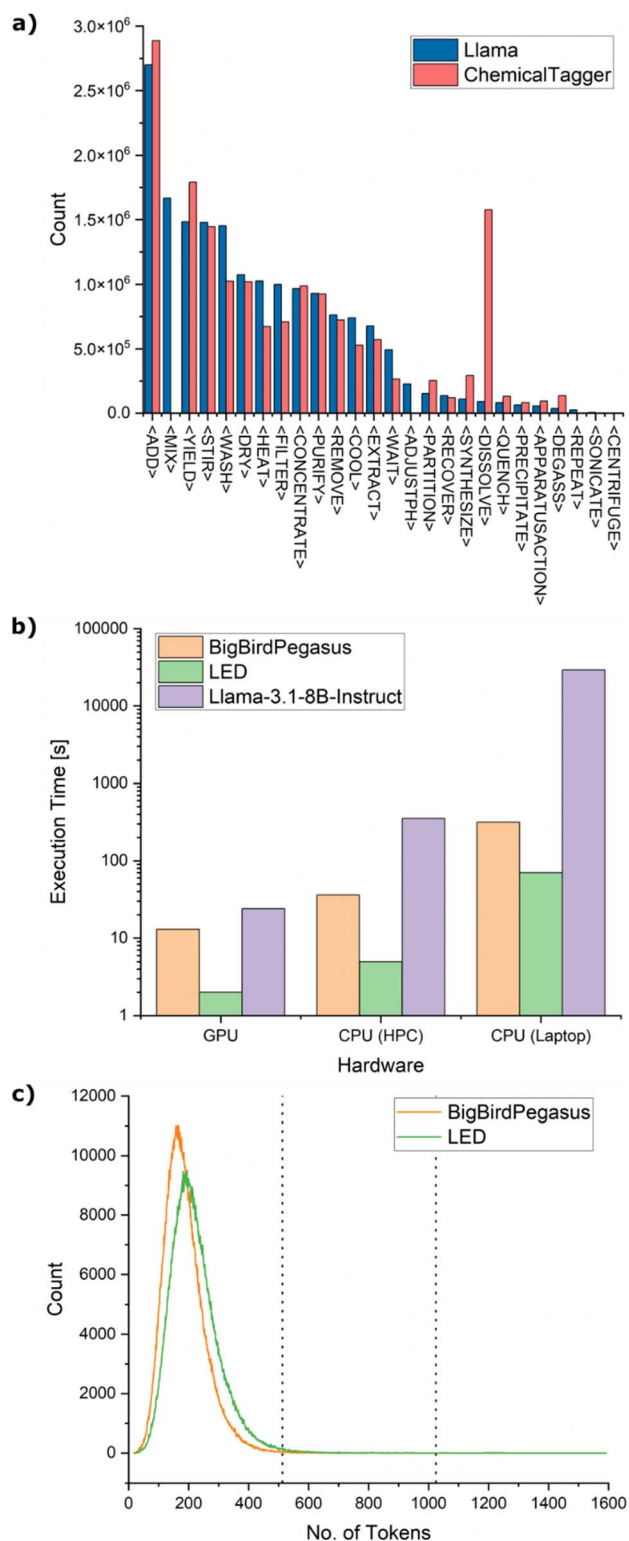 a)
3.0×10⁶
2.5×10⁶
2.0×10⁶
1.5×10⁶
1.0×10⁶
5.0×10⁵
0.0
Count
Llama
ChemicalTagger
<ADD>
<MIX>
<YIELD>
<STIR>
<WASH>
<DRY>
<HEAT>
<FILTER>
<CONCENTRATE>
<PURIFY>
<REMOVE>
<COOL>
<EXTRACT>
<WAIT>
<ADJUSTPH>
<PARTITION>
<RECOVER>
<SYNTHESIZE>
<DISSOLVE>
<QUENCH>
<PRECIPITATE>
<APPARATUSACTION>
<DEGASS>
<REPEAT>
<SONICATE>
<CENTRIFUGE>
b)
100000
10000
1000
100
10
1
Execution Time [s]
BigBirdPegasus
LED
Llama-3.1-8B-Instruct
GPU CPU (HPC) CPU (Laptop)
Hardware
c)
12000
10000
8000
6000
4000
2000
0
Count
BigBirdPegasus
LED
0 200 400 600 800 1000 1200 1400 1600
No. of Tokens